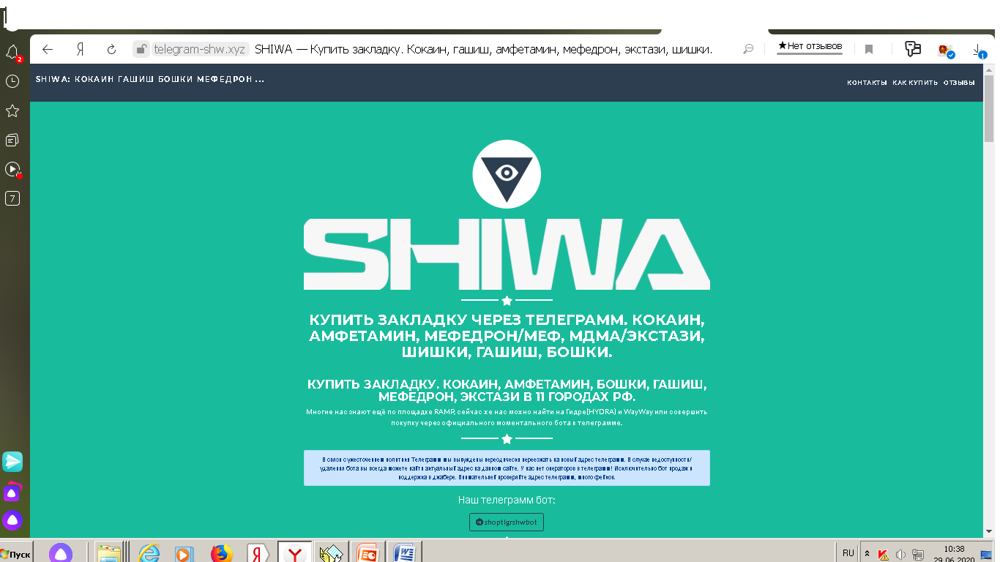 2
telegram-shw.xyz SHIWA — Купить закладку. Кокаин, гашиш, амфетамин, мефедрон, экстази, шишки.
★Нет отзывов
1
SHIWA: КОКАИН ГАШИШ БОШКИ МЕФЕДРОН ...
КОНТАКТЫ КАК КУПИТЬ ОТЗЫВЫ
7
SHIWA
КУПИТЬ ЗАКЛАДКУ ЧЕРЕЗ ТЕЛЕГРАММ. КОКАИН,
АМФЕТАМИН, МЕФЕДРОН/МЕФ, МДМА/ЭКСТАЗИ,
ШИШКИ, ГАШИШ, БОШКИ.
КУПИТЬ ЗАКЛАДКУ. КОКАИН, АМФЕТАМИН, БОШКИ, ГАШИШ,
МЕФЕДРОН, ЭКСТАЗИ В 11 ГОРОДАХ РФ.
Многие нас знают ещё по площадке RAMP, сейчас же нас можно найти на Гидре(HYDRA) и WayWay или совершить
покупку через официального моментального бота в телеграмме.
В связи с ужесточением политики Телеграмм мы вынуждены переодически переезжать на новый адрес телеграмм. В случае недоступности/
удаления бота вы всегда можете найти актуальный адрес на данном сайте. У нас нет операторов в телеграмм! Исключительно бот продаж и
поддержка в джабере. Внимательней проверяйте адрес телеграмм, много фейков.
Наш телеграмм бот:
shoptlgrshwbot
Пуск
RU
10:38
29.06.2020